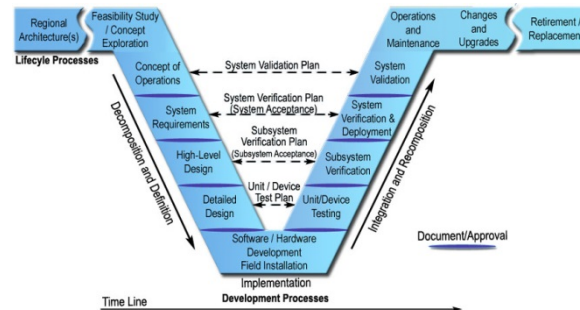 Regional
Architecture(s)
Feasibility Study
/ Concept
Exploration
Operations
and
Maintenance
Changes
and
Upgrades
Retirement /
Replacement
Lifecyle Processes
Concept of
Operations
System Validation Plan
System
Validation
System
Requirements
System Verification Plan
(System Acceptance)
System
Verification &
Deployment
High-Level
Design
Subsystem
Verification Plan
(Subsystem Acceptance)
Subsystem
Verification
Detailed
Design
Unit / Device
Test Plan
Unit/Device
Testing
Decomposition and Definition
Integration and Recomposition
Software / Hardware
Development
Field Installation
Document/Approval
Implementation
Development Processes
Time Line